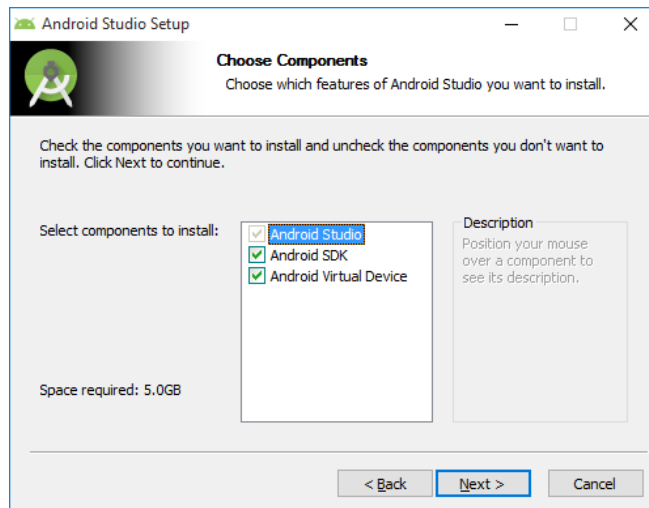 Android Studio Setup
Choose Components
Choose which features of Android Studio you want to install.
Check the components you want to install and uncheck the components you don't want to
install. Click Next to continue.
Select components to install:
Android Studio
Android SDK
Android Virtual Device
Description
Position your mouse
over a component to
see its description.
Space required: 5.0GB
< Back
Next >
Cancel